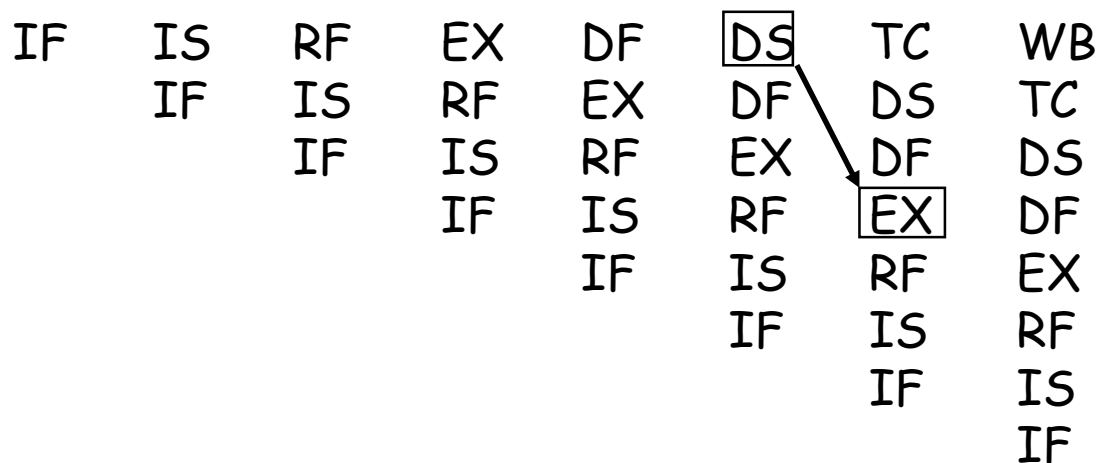 IF IS RF EX DF DS TC WB
IF IS RF EX DF DS TC
IF IS RF EX DF DS
IF IS RF EX DF
IF IS RF EX
IF IS RF
IF IS
IF